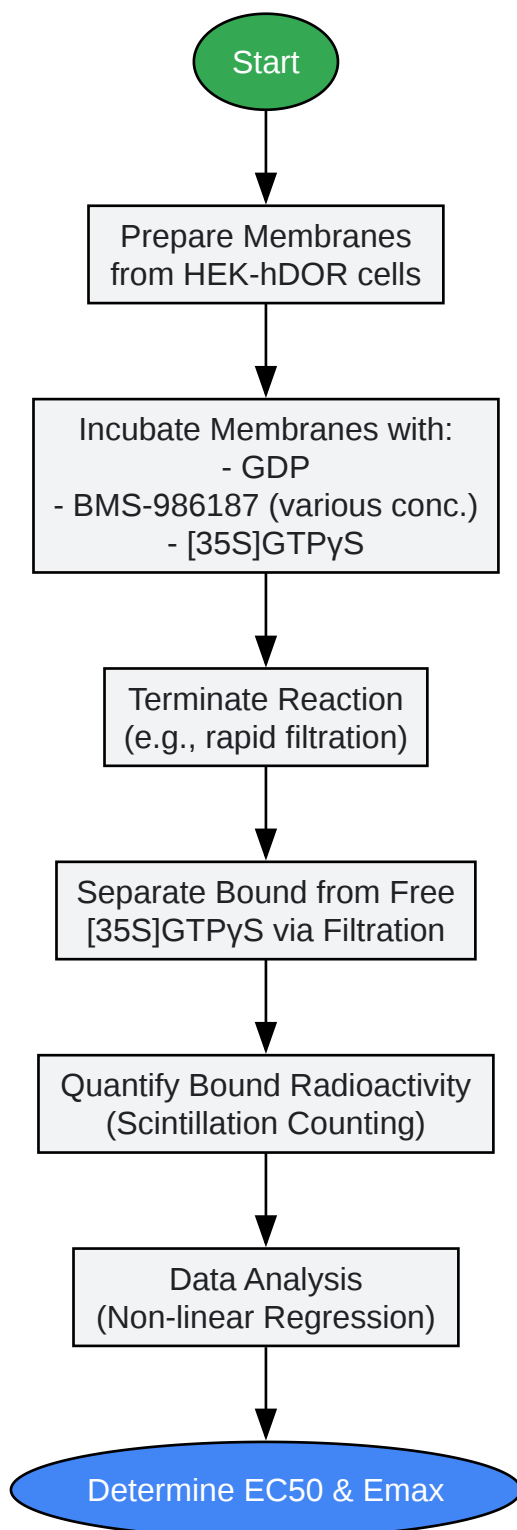 Start
Prepare Membranes
from HEK-hDOR cells
Incubate Membranes with:
- GDP
- BMS-986187 (various conc.)
- [35S]GTPγS
Terminate Reaction
(e.g., rapid filtration)
Separate Bound from Free
[35S]GTPγS via Filtration
Quantify Bound Radioactivity
(Scintillation Counting)
Data Analysis
(Non-linear Regression)
Determine EC50 & Emax